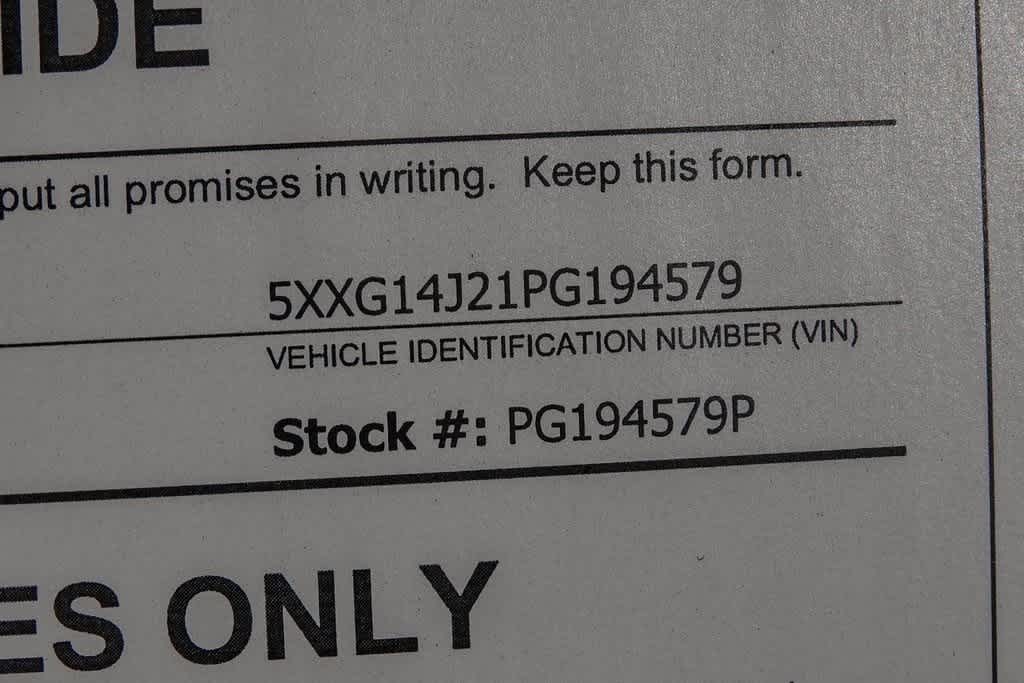 IDE
put all promises in writing. Keep this form.
5XXG14J21PG194579
VEHICLE IDENTIFICATION NUMBER (VIN)
Stock #: PG194579P
ES ONLY